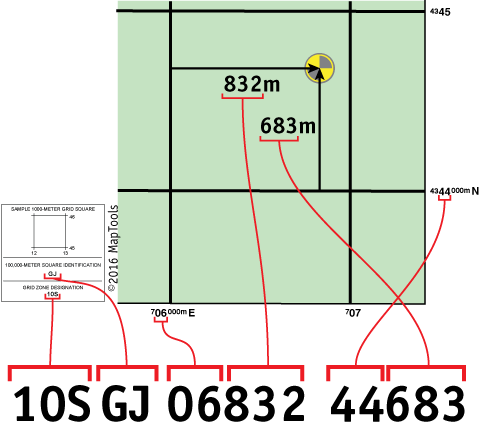 4345
832m
683m
4344000m N
SAMPLE 1000-METER GRID SQUARE
46
45
12 15
100,000-METER SQUARE IDENTIFICATION
GJ
GRID ZONE DESIGNATION
10S
©2016 MapTools
706000m E
707
10S GJ 06832 44683